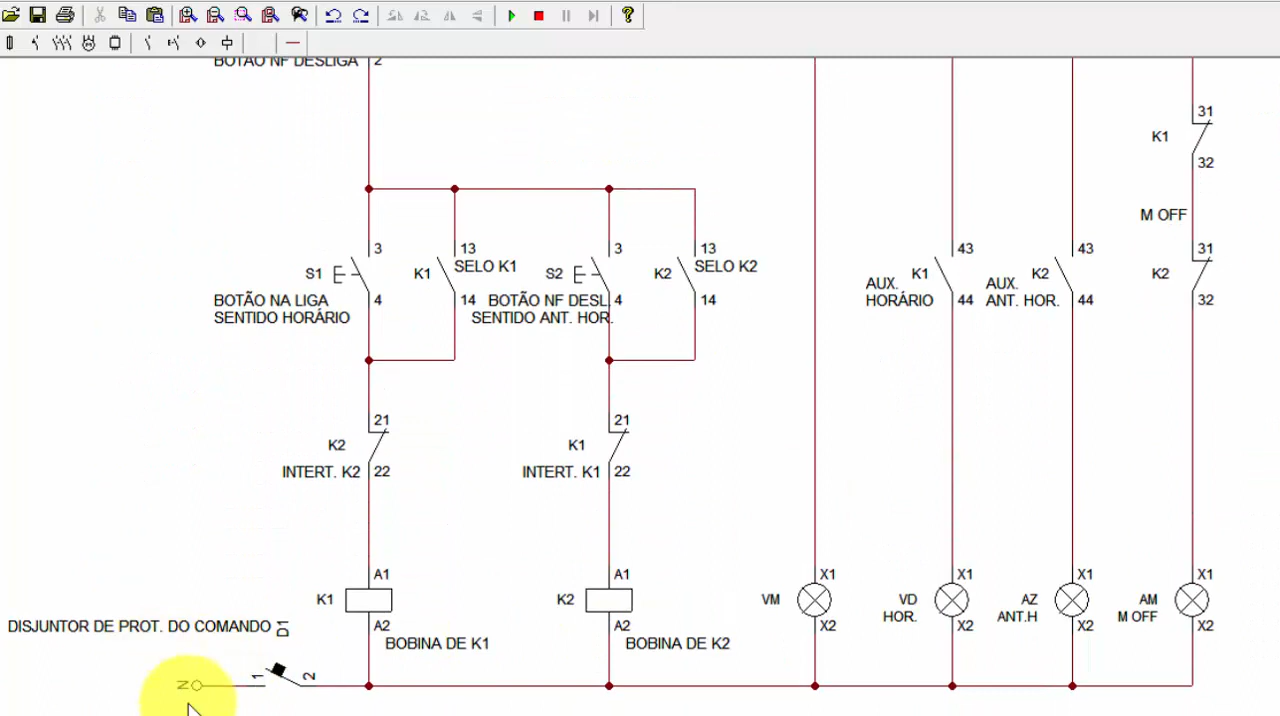 BOTÃO NF DESLIGA 2
31
K1
32
M OFF
3 13 3 13 43 43 31
S1 K1 SELO K1 S2 K2 SELO K2 K1 K2 K2
AUX. AUX.
BOTÃO NA LIGA 4 14 BOTÃO NF DESL. 4 14 HORÁRIO 44 ANT. HOR. 44 32
SENTIDO HORÁRIO SENTIDO ANT. HOR.
21 21
K2 K1
INTERT. K2 22 INTERT. K1 22
A1 A1 X1 X1 X1 X1
K1 K2 VM VD AZ AM
HOR. ANT.H M OFF
DISJUNTOR DE PROT. DO COMANDO D1 A2 A2 X2 X2 X2 X2
BOBINA DE K1 BOBINA DE K2
N 1 2